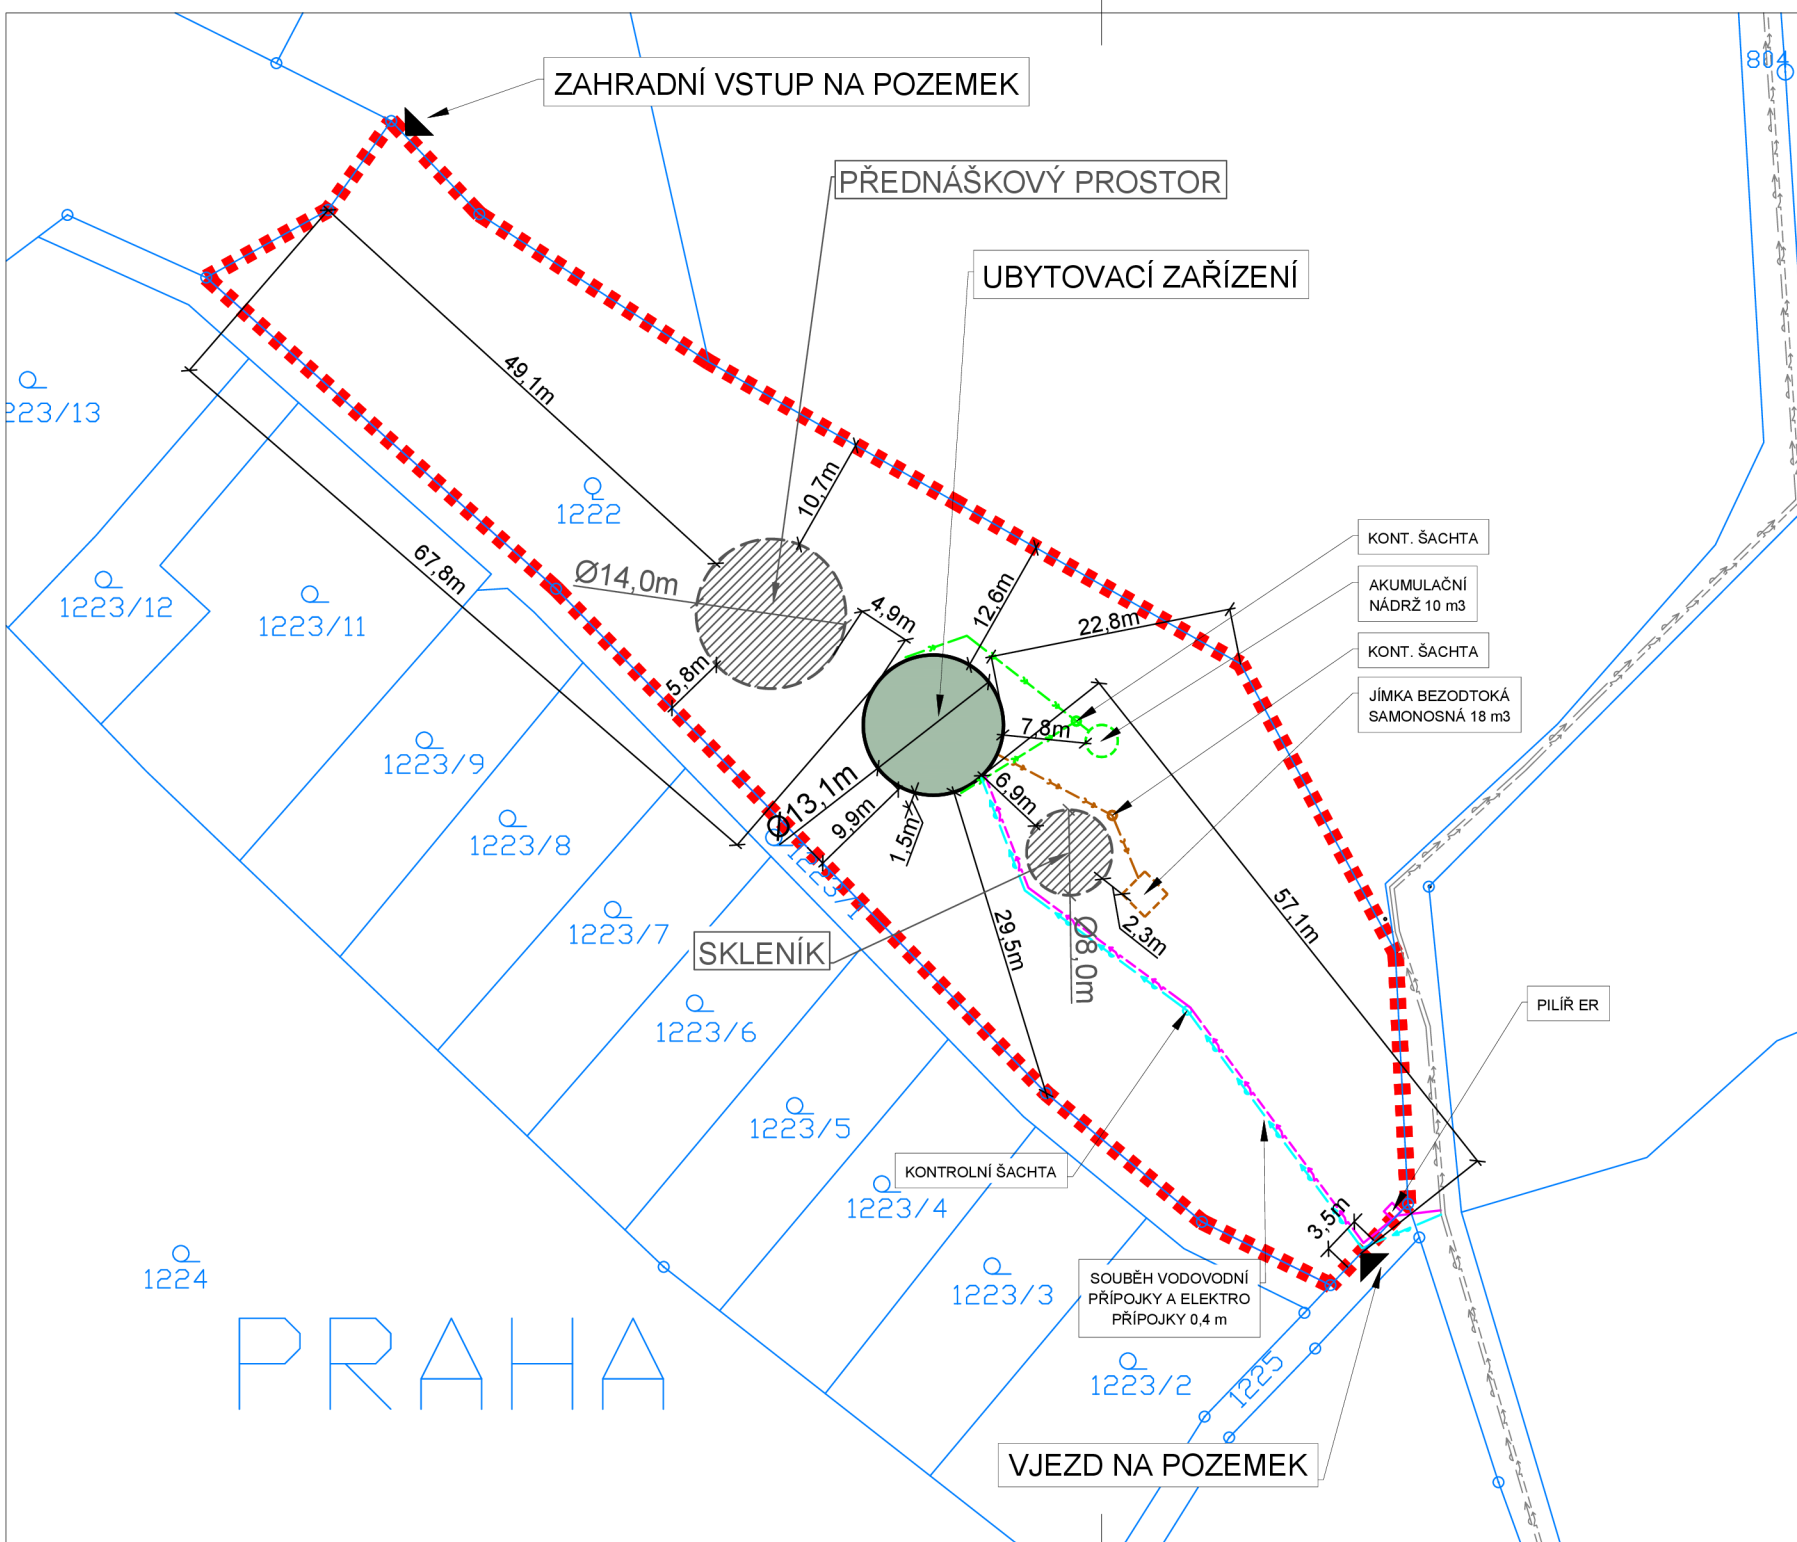 804
ZAHRADNÍ VSTUP NA POZEMEK
PŘEDNÁŠKOVÝ PROSTOR
UBYTOVACÍ ZAŘÍZENÍ
49,1m
223/13
10,7m
1222
KONT. ŠACHTA
67,8m
Ø14,0m
AKUMULAČNÍ
NÁDRŽ 10 m3
1223/12
1223/11
4,9m
12,6m
22,8m
KONT. ŠACHTA
5,8m
JÍMKA BEZODTOKÁ
SAMONOSNÁ 18 m3
7,8m
1223/9
Ø13,1m
6,9m
9,9m
1,5m
1223/8
1223/1
57,1m
1223/7
SKLENÍK
29,5m
Ø8,0m
2,3m
1223/6
PILÍŘ ER
1223/5
KONTROLNÍ ŠACHTA
1223/4
3,5m
1224
1223/3
SOUBĚH VODOVODNÍ
PŘÍPOJKY A ELEKTRO
PŘÍPOJKY 0,4 m
PRAHA
1223/2
1225
VJEZD NA POZEMEK